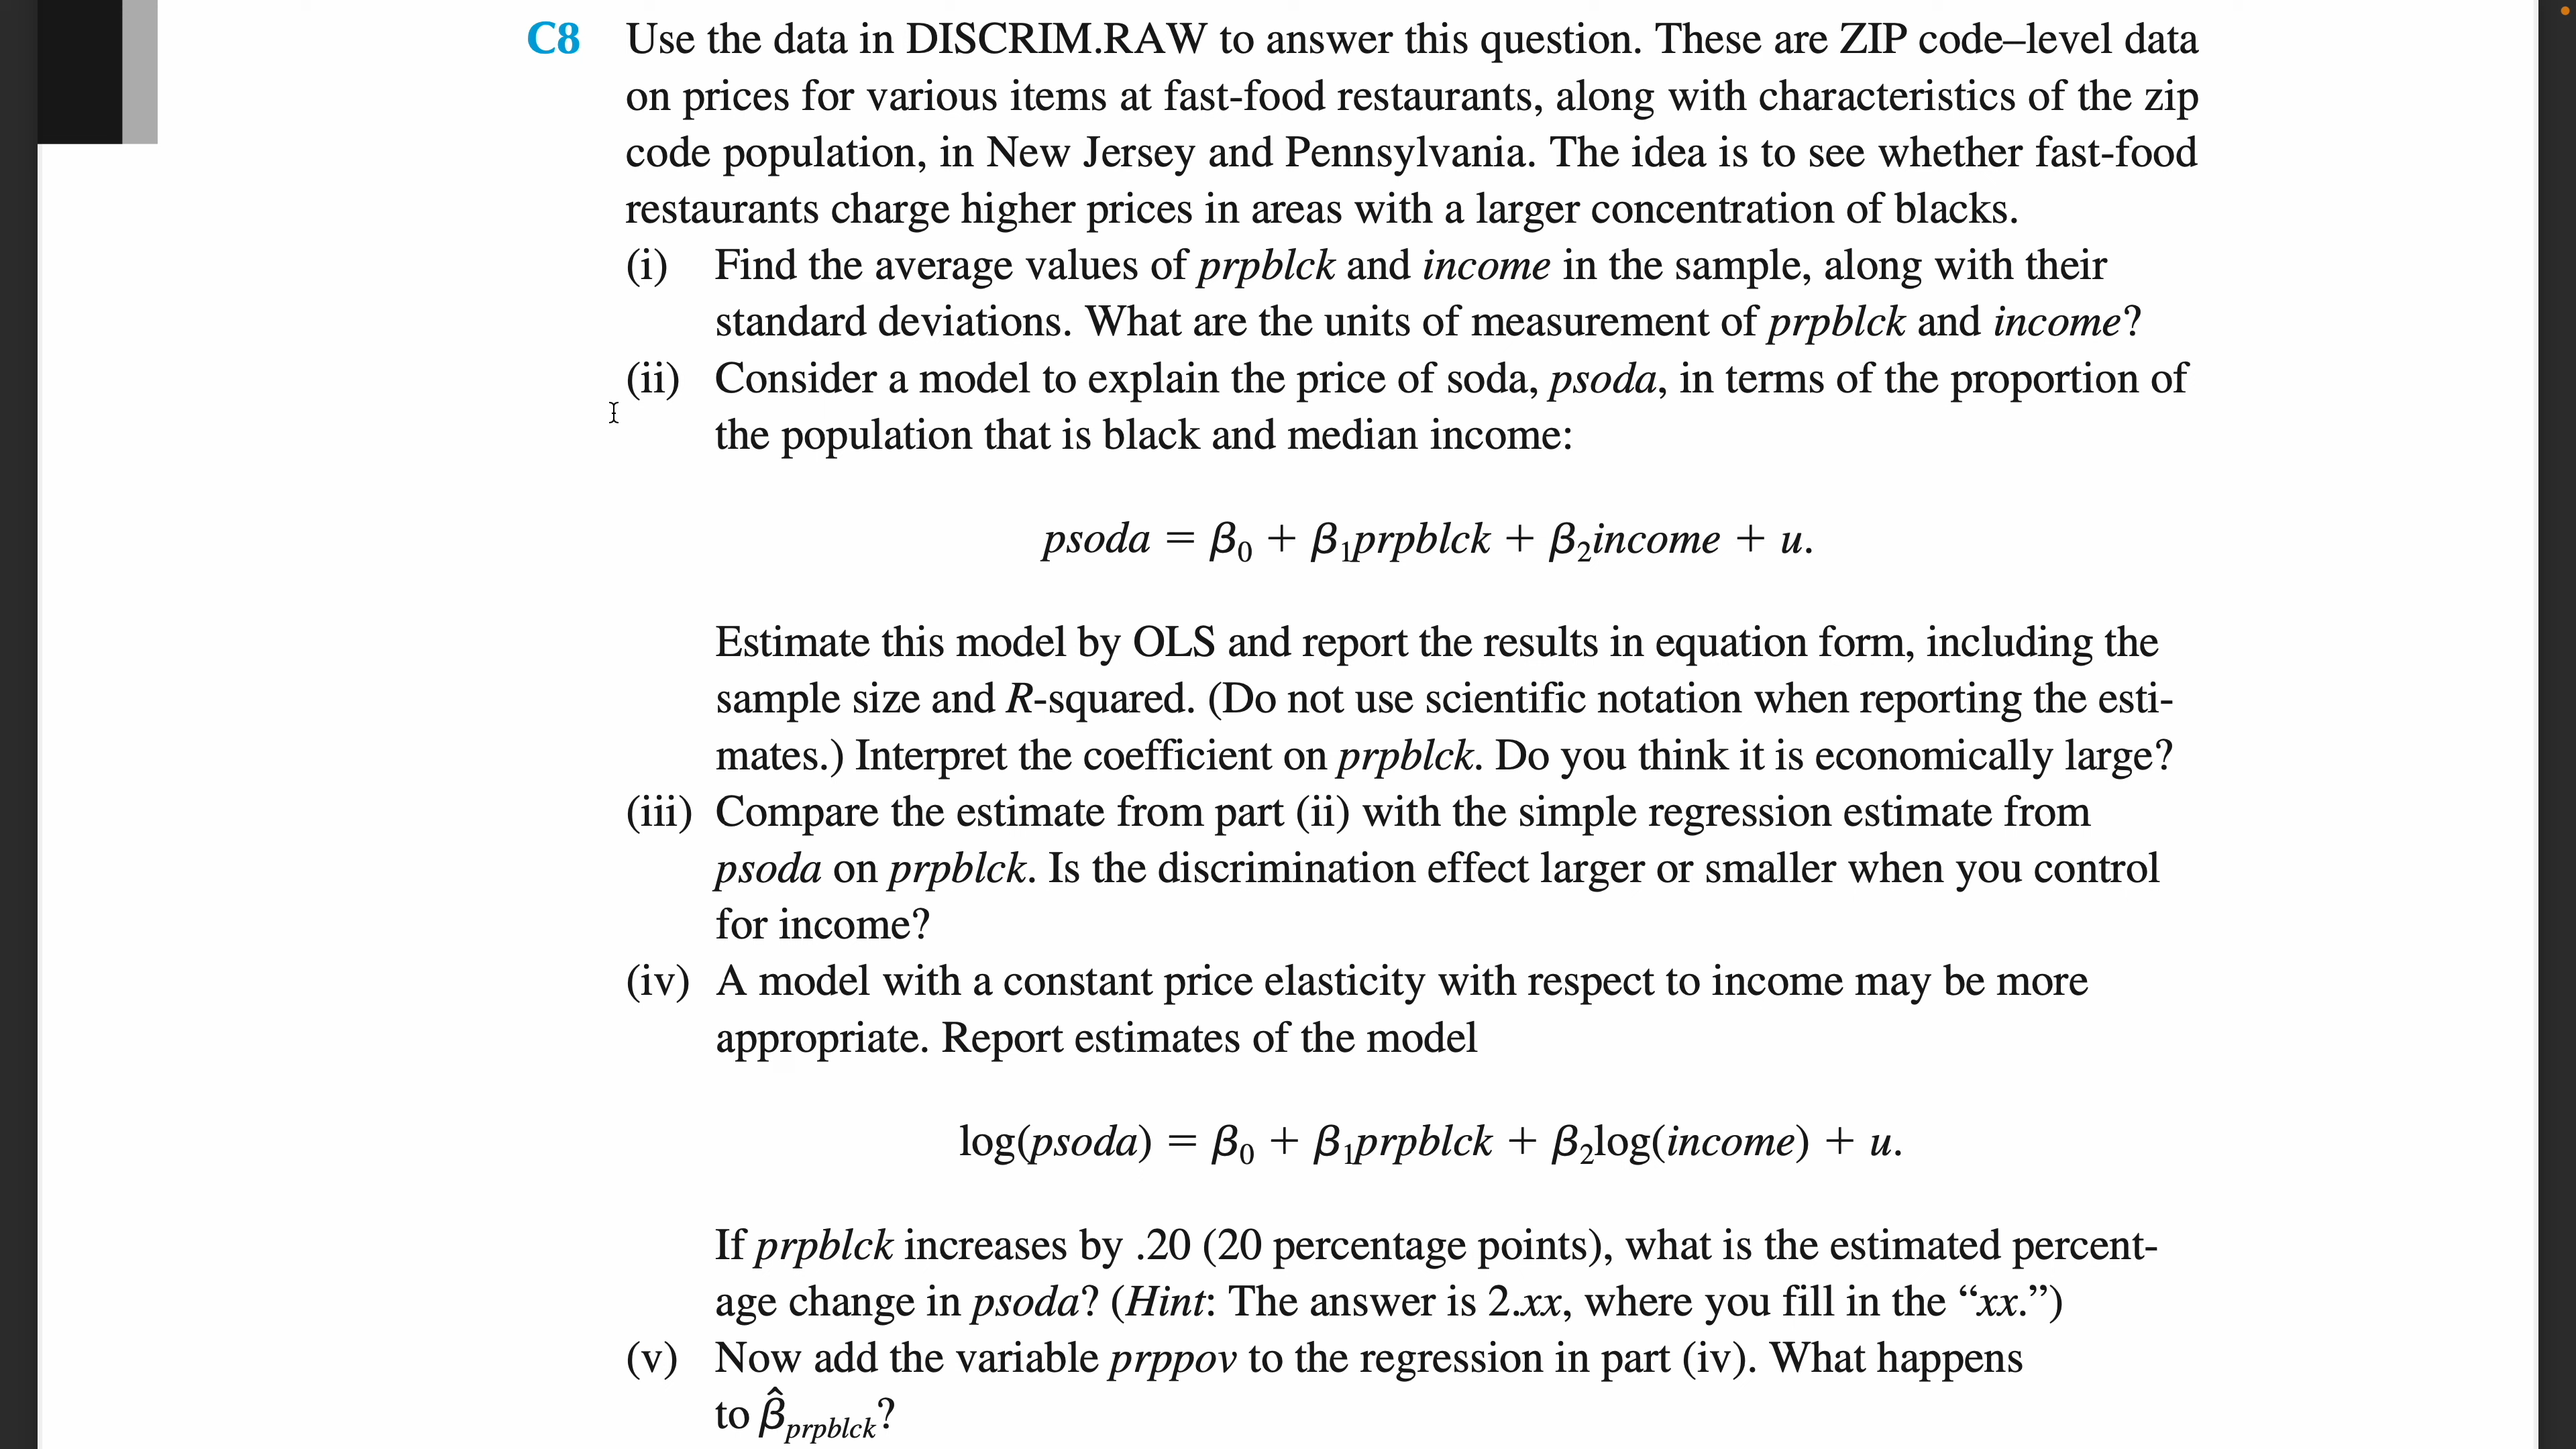 C8 Use the data in DISCRIM.RAW to answer this question. These are ZIP code–level data
on prices for various items at fast-food restaurants, along with characteristics of the zip
code population, in New Jersey and Pennsylvania. The idea is to see whether fast-food
restaurants charge higher prices in areas with a larger concentration of blacks.
(i) Find the average values of prpblck and income in the sample, along with their
standard deviations. What are the units of measurement of prpblck and income?
(ii) Consider a model to explain the price of soda, psoda, in terms of the proportion of
the population that is black and median income:
psoda = β₀ + β₁prpblck + β₂income + u.
Estimate this model by OLS and report the results in equation form, including the
sample size and R-squared. (Do not use scientific notation when reporting the esti-
mates.) Interpret the coefficient on prpblck. Do you think it is economically large?
(iii) Compare the estimate from part (ii) with the simple regression estimate from
psoda on prpblck. Is the discrimination effect larger or smaller when you control
for income?
(iv) A model with a constant price elasticity with respect to income may be more
appropriate. Report estimates of the model
log(psoda) = β₀ + β₁prpblck + β₂log(income) + u.
If prpblck increases by .20 (20 percentage points), what is the estimated percent-
age change in psoda? (Hint: The answer is 2.xx, where you fill in the “xx.”)
(v) Now add the variable prppov to the regression in part (iv). What happens
to β̂prpblck?